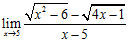 lim x→5 (√(x² − 6) − √(4x − 1)) / (x − 5)